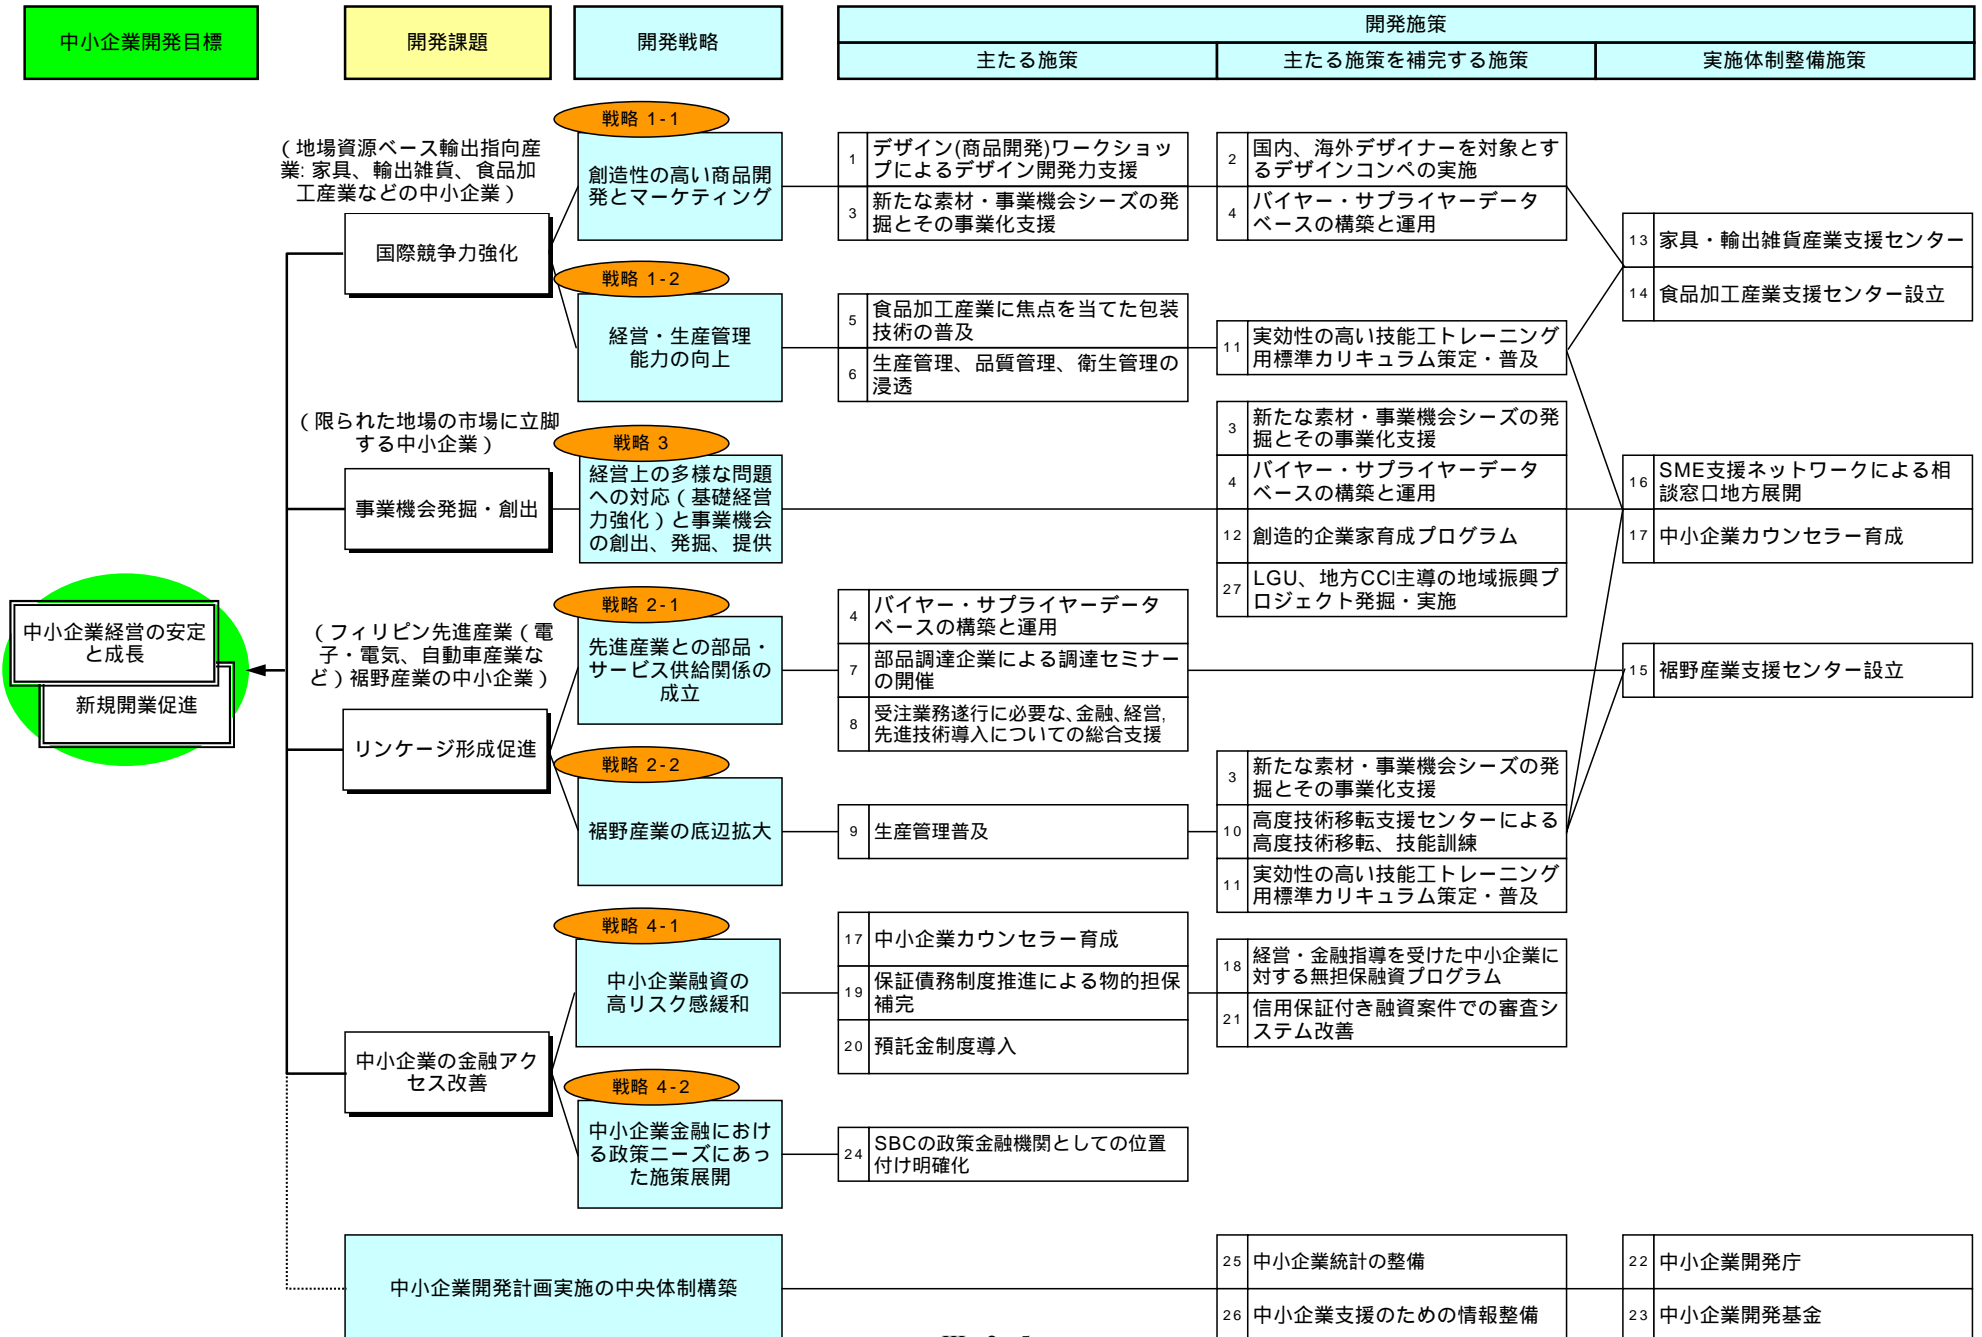 中小企業開発目標
開発課題
開発戦略
開発施策
主たる施策
主たる施策を補完する施策
実施体制整備施策
(地場資源ベース輸出指向産
業: 家具、輸出雑貨、食品加
工産業などの中小企業)
国際競争力強化
戦略 1-1
創造性の高い商品開
発とマーケティング
1 デザイン(商品開発)ワークショッ
プによるデザイン開発力支援
3 新たな素材・事業機会シーズの発
掘とその事業化支援
2 国内、海外デザイナーを対象とす
るデザインコンペの実施
4 バイヤー・サプライヤーデータ
ベースの構築と運用
13 家具・輸出雑貨産業支援センター
14 食品加工産業支援センター設立
戦略 1-2
経営・生産管理
能力の向上
5 食品加工産業に焦点を当てた包装
技術の普及
6 生産管理、品質管理、衛生管理の
浸透
11 実効性の高い技能工トレーニング
用標準カリキュラム策定・普及
(限られた地場の市場に立脚
する中小企業)
事業機会発掘・創出
戦略 3
経営上の多様な問題
への対応(基礎経営
力強化)と事業機会
の創出、発掘、提供
3 新たな素材・事業機会シーズの発
掘とその事業化支援
4 バイヤー・サプライヤーデータ
ベースの構築と運用
12 創造的企業家育成プログラム
27 LGU、地方CCI主導の地域振興プ
ロジェクト発掘・実施
16 SME支援ネットワークによる相
談窓口地方展開
17 中小企業カウンセラー育成
中小企業経営の安定
と成長
新規開業促進
(フィリピン先進産業(電
子・電気、自動車産業な
ど)裾野産業の中小企業)
リンケージ形成促進
戦略 2-1
先進産業との部品・
サービス供給関係の
成立
4 バイヤー・サプライヤーデータ
ベースの構築と運用
7 部品調達企業による調達セミナー
の開催
8 受注業務遂行に必要な、金融、経営,
先進技術導入についての総合支援
15 裾野産業支援センター設立
戦略 2-2
裾野産業の底辺拡大
9 生産管理普及
3 新たな素材・事業機会シーズの発
掘とその事業化支援
10 高度技術移転支援センターによる
高度技術移転、技能訓練
11 実効性の高い技能工トレーニング
用標準カリキュラム策定・普及
中小企業の金融アク
セス改善
戦略 4-1
中小企業融資の
高リスク感緩和
17 中小企業カウンセラー育成
19 保証債務制度推進による物的担保
補完
20 預託金制度導入
18 経営・金融指導を受けた中小企業に
対する無担保融資プログラム
21 信用保証付き融資案件での審査シ
ステム改善
戦略 4-2
中小企業金融におけ
る政策ニーズにあっ
た施策展開
24 SBCの政策金融機関としての位置
付け明確化
中小企業開発計画実施の中央体制構築
25 中小企業統計の整備
26 中小企業支援のための情報整備
22 中小企業開発庁
23 中小企業開発基金